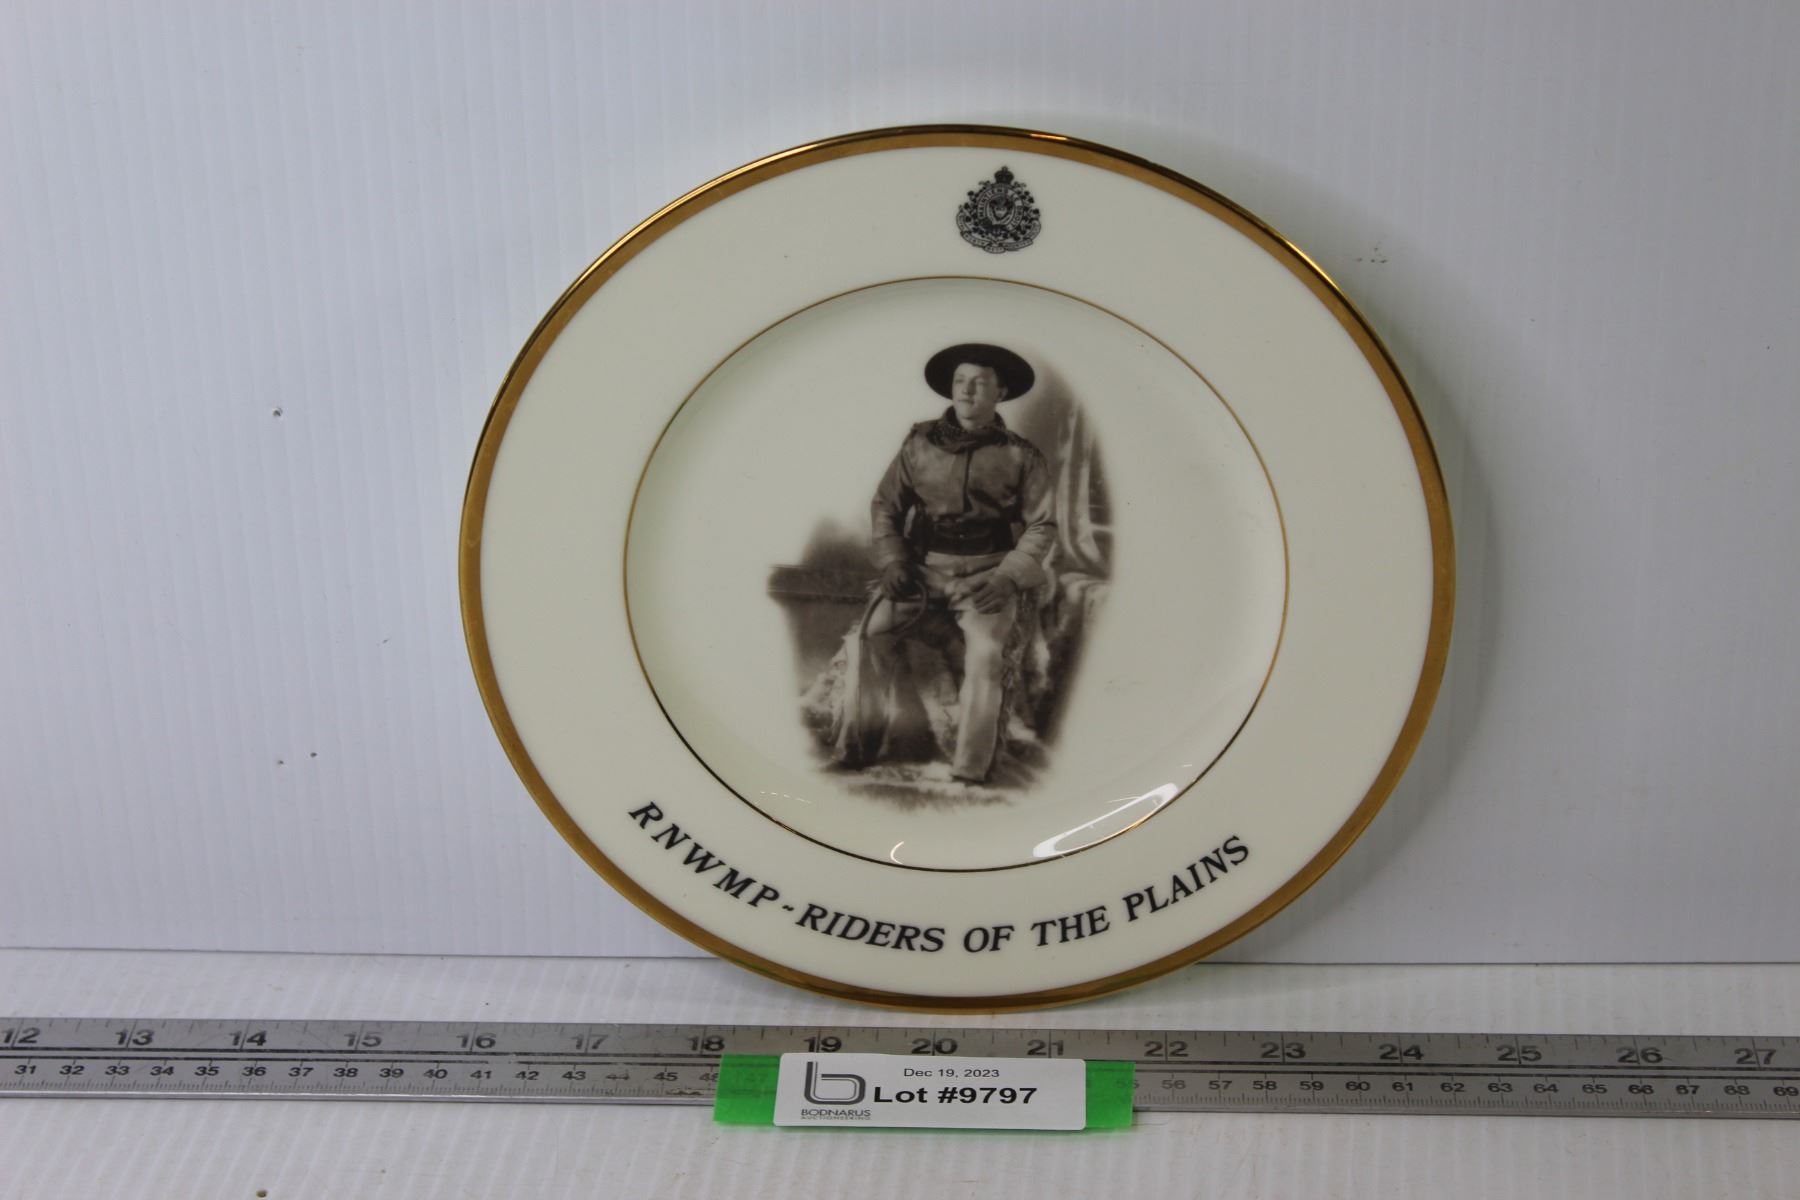 RNWMP~RIDERS OF THE PLAINS
12 13 14 15 16 17 18 19 20 21 22 23 24 25 26 27
31 32 33 34 35 36 37 38 39 40 41 42 43 44 45 46 47 55 56 57 58 59 60 61 62 63 64 65 66 67 68 69
Dec 19, 2023
Lot #9797
BODNARUS
AUCTIONEERING